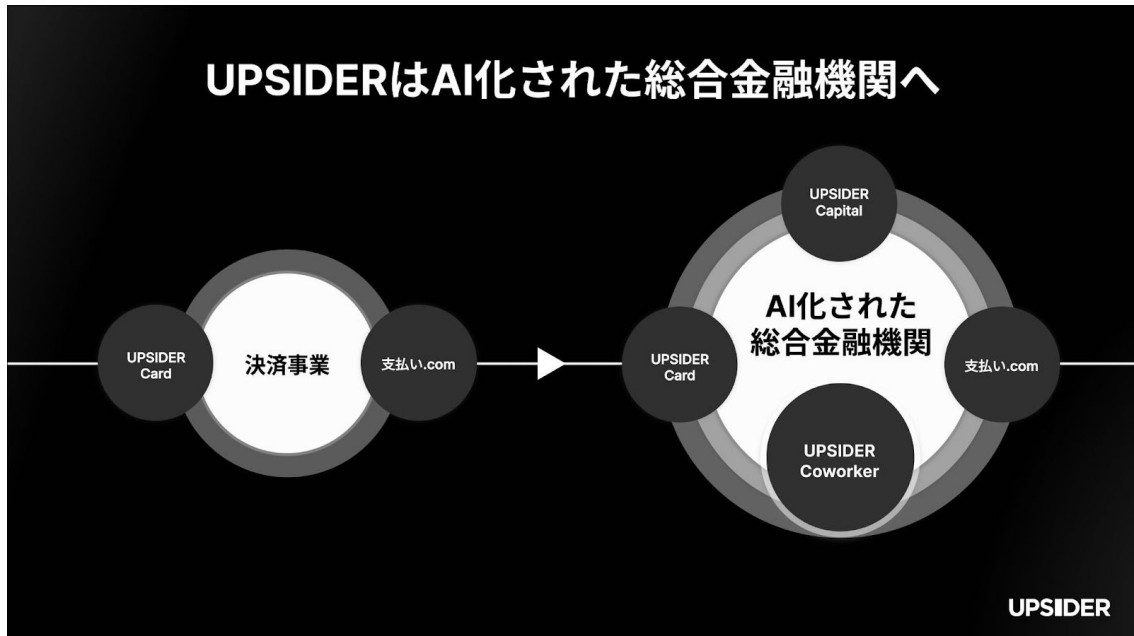 UPSIDERはAI化された総合金融機関へ
UPSIDER
Card
決済事業
支払い.com
UPSIDER
Capital
UPSIDER
Card
AI化された
総合金融機関
支払い.com
UPSIDER
Coworker
UPSIDER